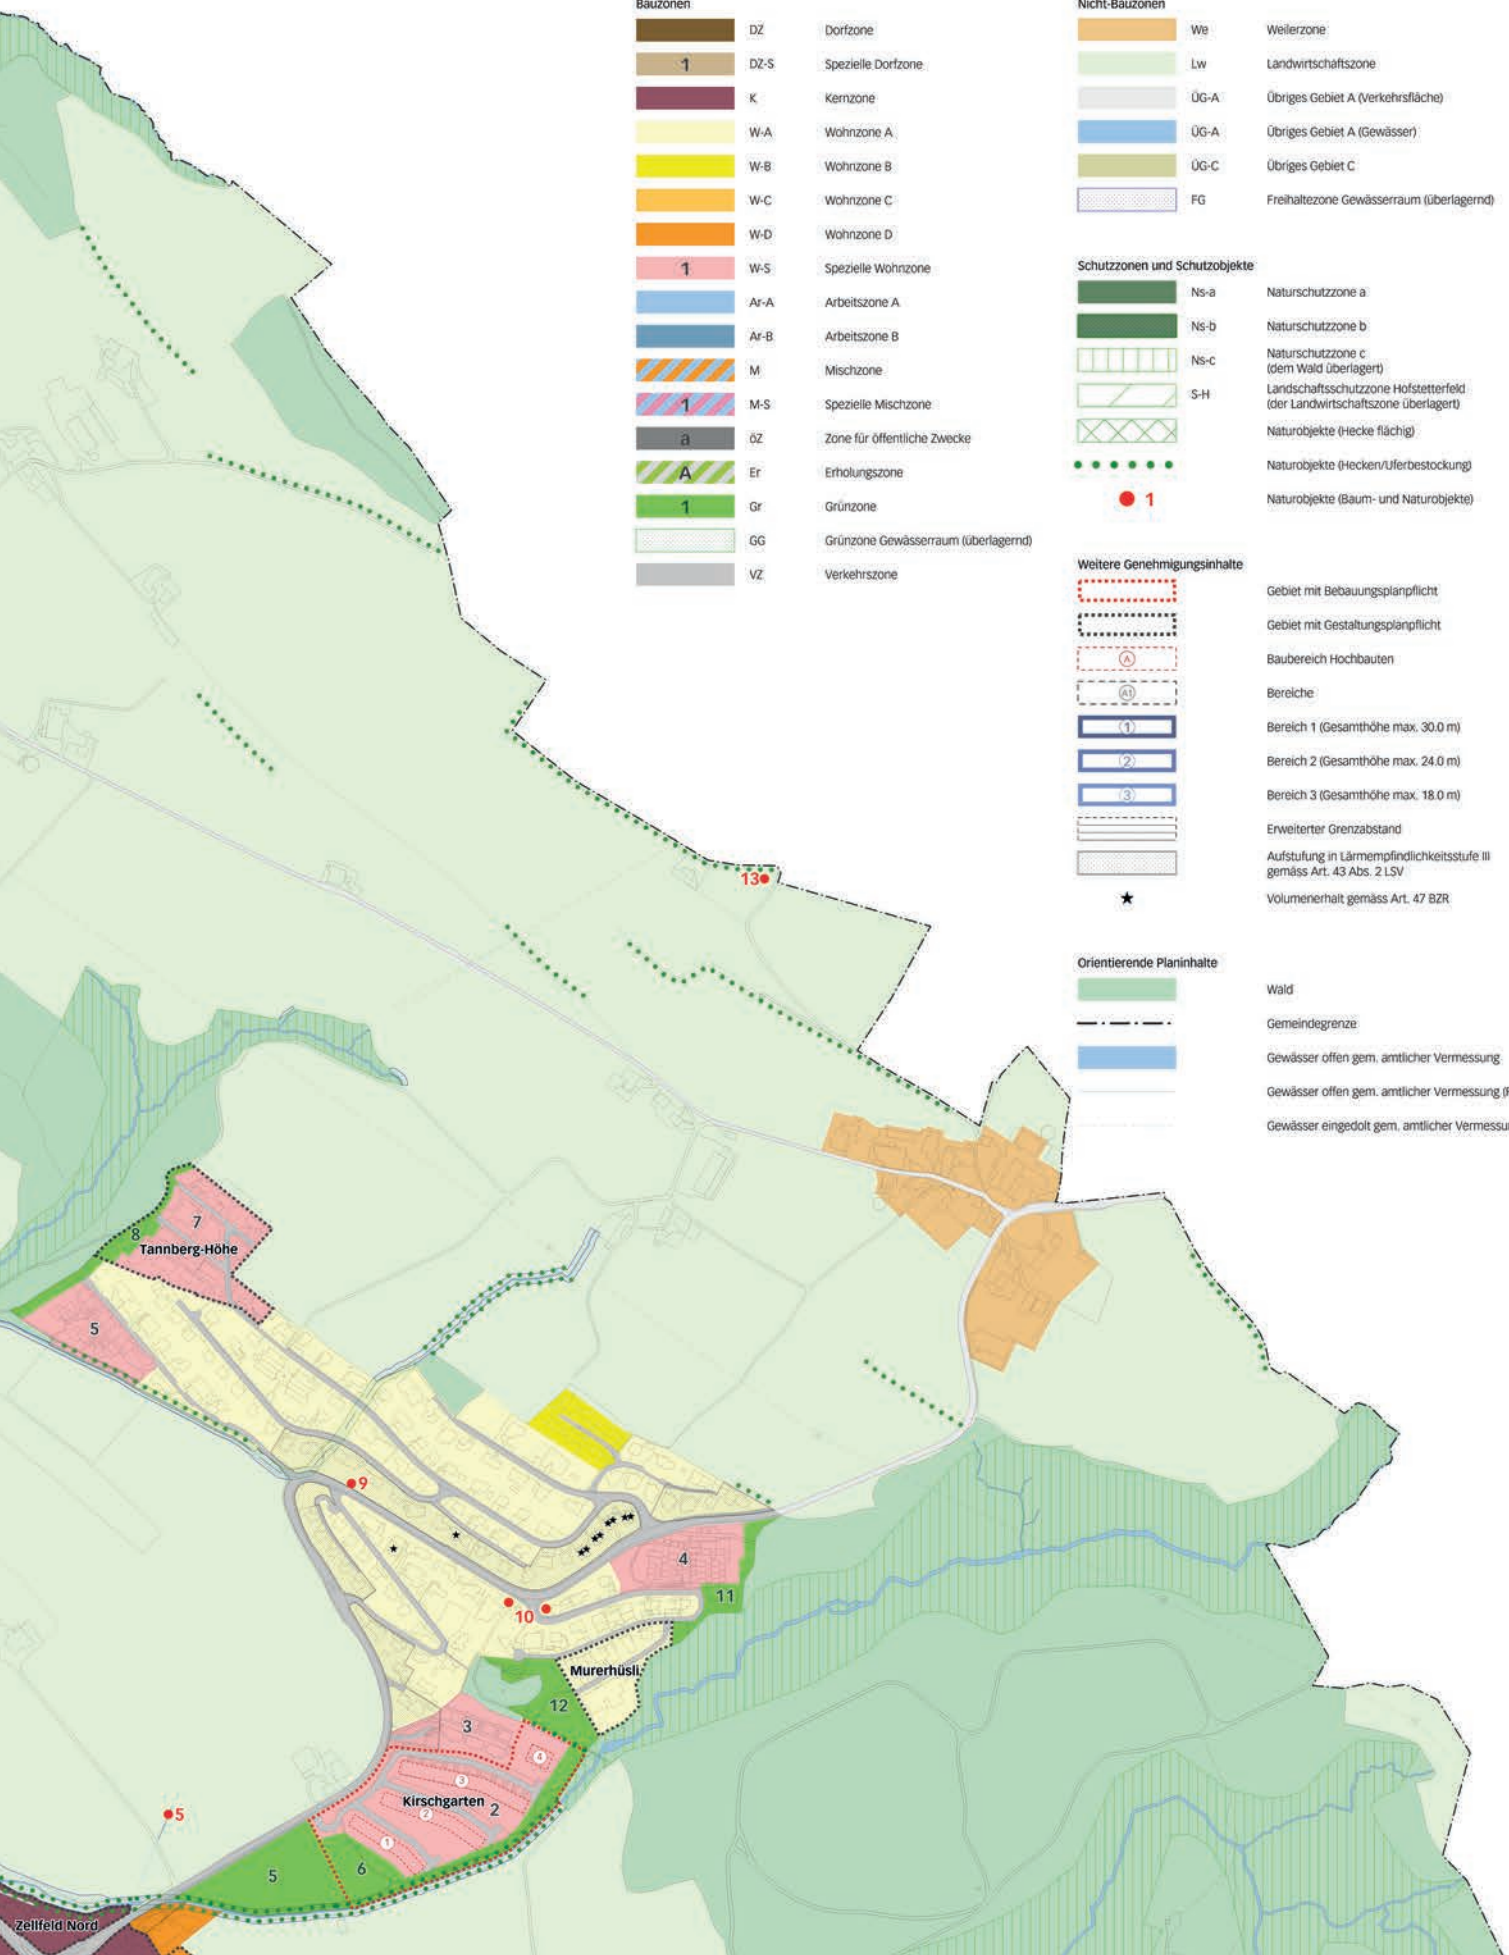 Bauzonen
DZ Dorfzone
1 DZ-S Spezielle Dorfzone
K Kernzone
W-A Wohnzone A
W-B Wohnzone B
W-C Wohnzone C
W-D Wohnzone D
1 W-S Spezielle Wohnzone
Ar-A Arbeitszone A
Ar-B Arbeitszone B
M Mischzone
1 M-S Spezielle Mischzone
a öZ Zone für öffentliche Zwecke
A Er Erholungszone
1 Gr Grünzone
GG Grünzone Gewässerraum (überlagernd)
VZ Verkehrszone
Nicht-Bauzonen
We Weilerzone
Lw Landwirtschaftszone
ÜG-A Übriges Gebiet A (Verkehrsfläche)
ÜG-A Übriges Gebiet A (Gewässer)
ÜG-C Übriges Gebiet C
FG Freihaltezone Gewässerraum (überlagernd)
Schutzzonen und Schutzobjekte
Ns-a Naturschutzzone a
Ns-b Naturschutzzone b
Ns-c Naturschutzzone c
(dem Wald überlagert)
S-H Landschaftsschutzzone Hofstetterfeld
(der Landwirtschaftszone überlagert)
Naturobjekte (Hecke flächig)
Naturobjekte (Hecken/Uferbestockung)
1 Naturobjekte (Baum- und Naturobjekte)
Weitere Genehmigungsinhalte
Gebiet mit Bebauungsplanpflicht
Gebiet mit Gestaltungsplanpflicht
A Baubereich Hochbauten
A1 Bereiche
1 Bereich 1 (Gesamthöhe max. 30.0 m)
2 Bereich 2 (Gesamthöhe max. 24.0 m)
3 Bereich 3 (Gesamthöhe max. 18.0 m)
Erweiterter Grenzabstand
Aufstufung in Lärmempfindlichkeitsstufe III
gemäss Art. 43 Abs. 2 LSV
Volumenerhalt gemäss Art. 47 BZR
Orientierende Planinhalte
Wald
Gemeindegrenze
Gewässer offen gem. amtlicher Vermessung
Gewässer offen gem. amtlicher Vermessung
Gewässer eingedolt gem. amtlicher
13
7
8
Tannberg-Höhe
5
9
4
11
10
Murerhüsli
12
3
4
3
Kirschgarten
2
2
1
5
6
5
Zellfeld Nord